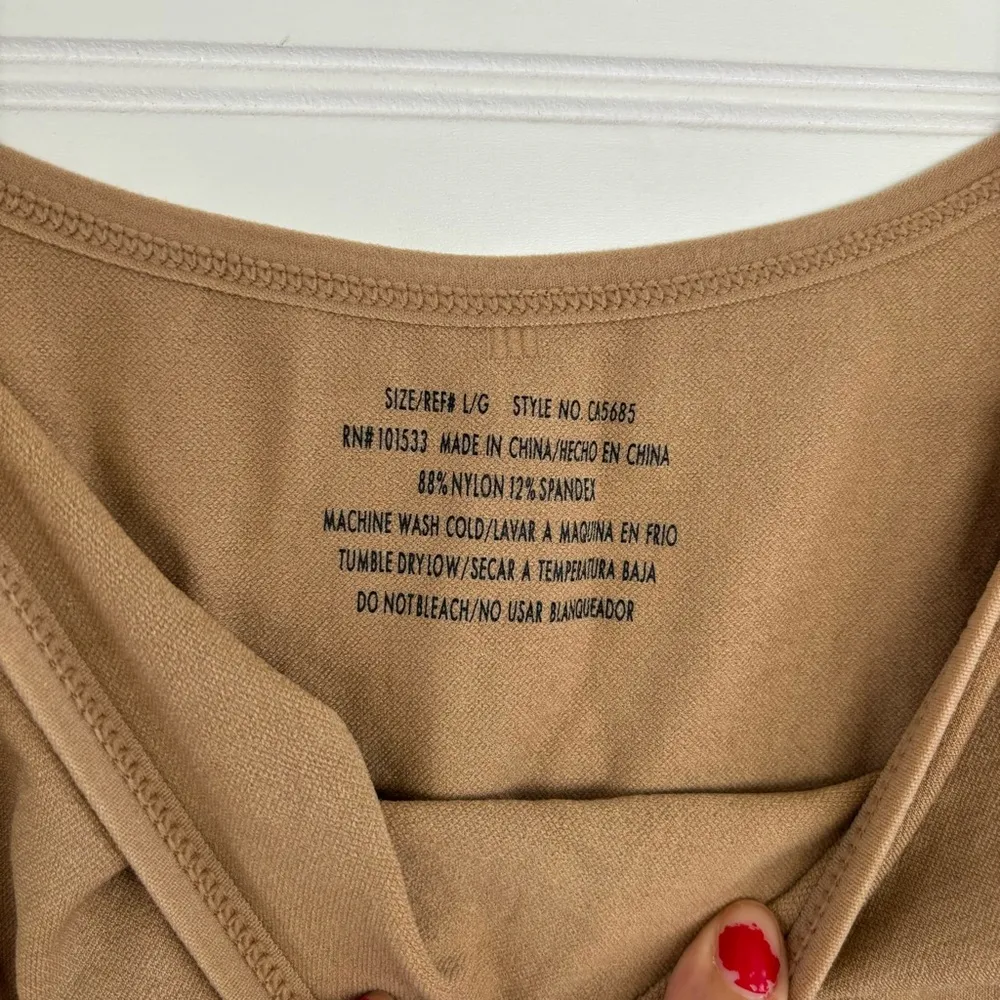 SIZE/REF# L/G STYLE NO. CA5685
RN#101533 MADE IN CHINA/HECHO EN CHINA
88% NYLON 12% SPANDEX
MACHINE WASH COLD/LAVAR A MAQUINA EN FRIO
TUMBLE DRY LOW/SECAR A TEMPERATURA BAJA
DO NOT BLEACH/NO USAR BLANQUEADOR